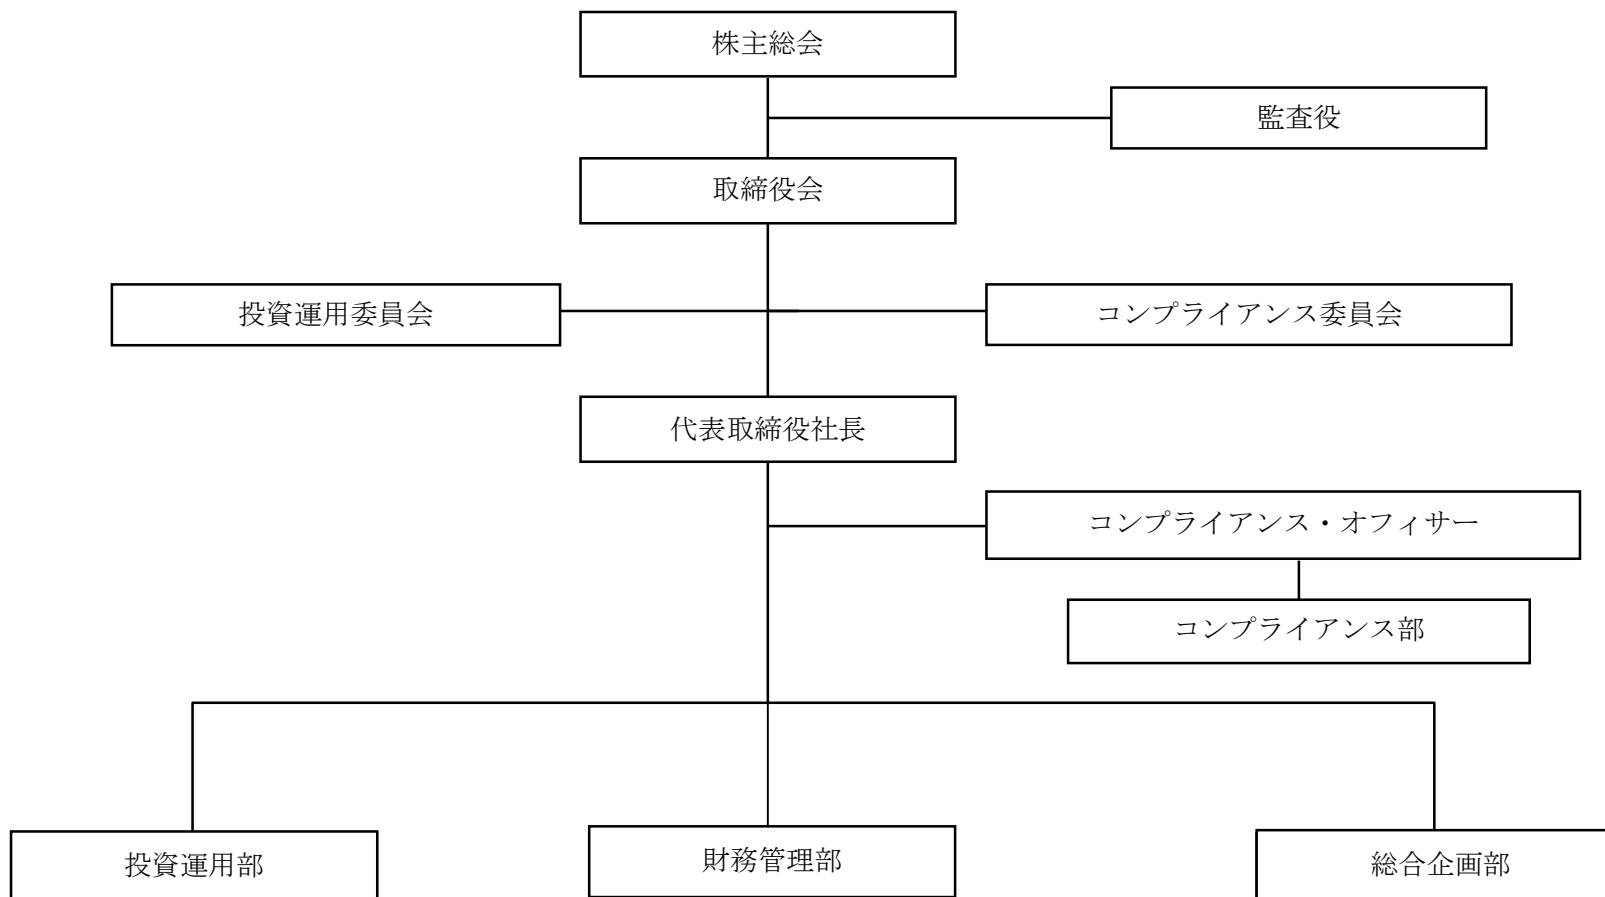 株主総会
監査役
取締役会
投資運用委員会
コンプライアンス委員会
代表取締役社長
コンプライアンス・オフィサー
コンプライアンス部
投資運用部
財務管理部
総合企画部